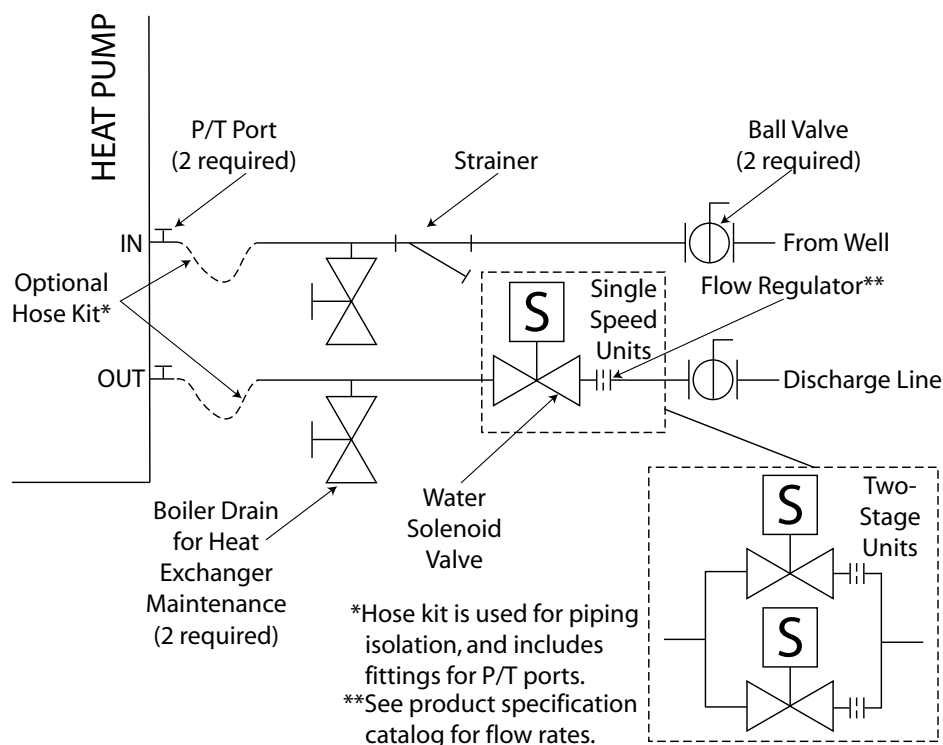 HEAT PUMP
P/T Port
(2 required)
Strainer
Ball Valve
(2 required)
IN
From Well
Optional
Hose Kit*
S
Single
Speed
Units
Flow Regulator**
OUT
Discharge Line
Boiler Drain
for Heat
Exchanger
Maintenance
(2 required)
Water
Solenoid
Valve
S
Two-
Stage
Units
S
*Hose kit is used for piping
isolation, and includes
fittings for P/T ports.
**See product specification
catalog for flow rates.